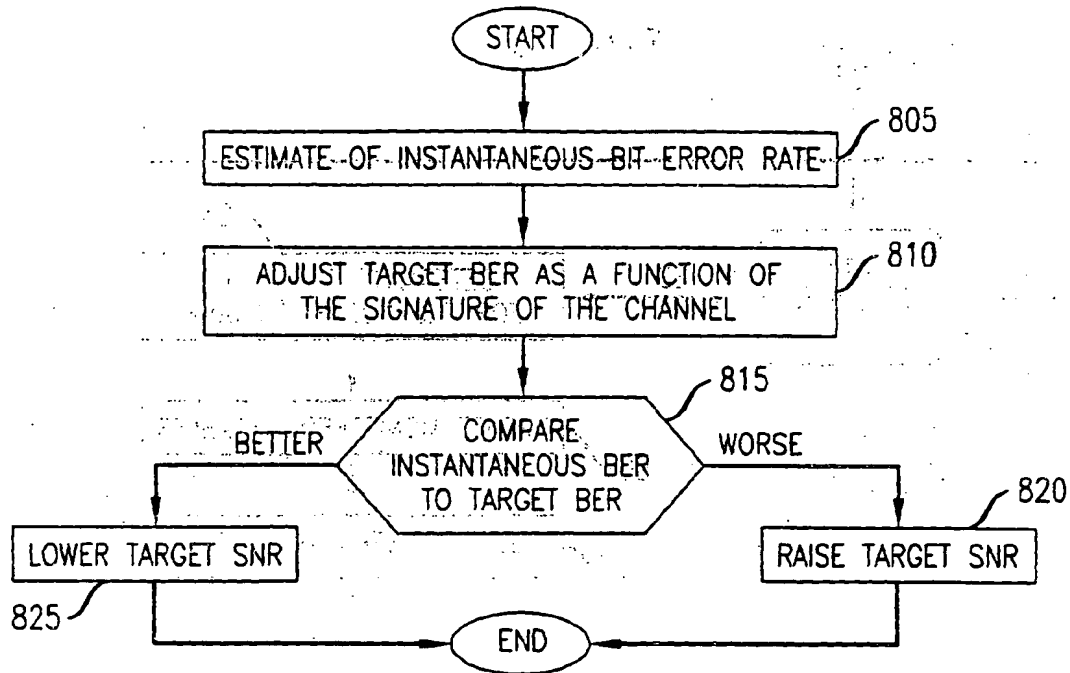 START
805
ESTIMATE OF INSTANTANEOUS BIT ERROR RATE
810
ADJUST TARGET BER AS A FUNCTION OF
THE SIGNATURE OF THE CHANNEL
815
COMPARE
INSTANTANEOUS BER
TO TARGET BER
BETTER
WORSE
820
LOWER TARGET SNR
RAISE TARGET SNR
825
END